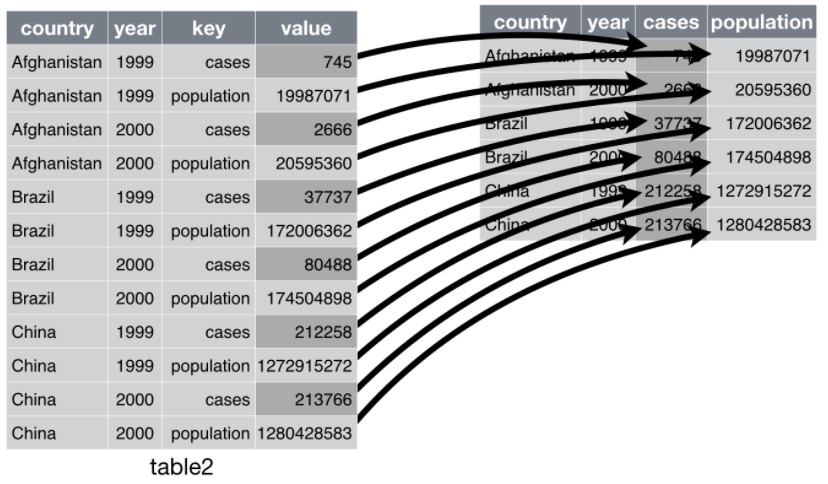 country year key value
Afghanistan 1999 cases 745
Afghanistan 1999 population 19987071
Afghanistan 2000 cases 2666
Afghanistan 2000 population 20595360
Brazil 1999 cases 37737
Brazil 1999 population 172006362
Brazil 2000 cases 80488
Brazil 2000 population 174504898
China 1999 cases 212258
China 1999 population 1272915272
China 2000 cases 213766
China 2000 population 1280428583
table2
country year cases population
Afghanistan 1999 745 19987071
Afghanistan 2000 2666 20595360
Brazil 1999 37737 172006362
Brazil 2000 80488 174504898
China 1999 212258 1272915272
China 2000 213766 1280428583